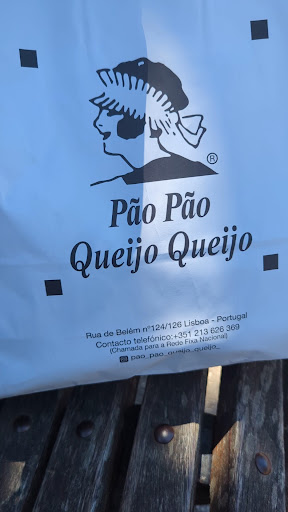 ®
Pão Pão
Queijo Queijo
Rua de Belém nº124/126 Lisboa - Portugal
Contacto telefónico:+351 213 626 369
(Chamada para a Rede Fixa Nacional)
pao_pao_queijo_queijo_